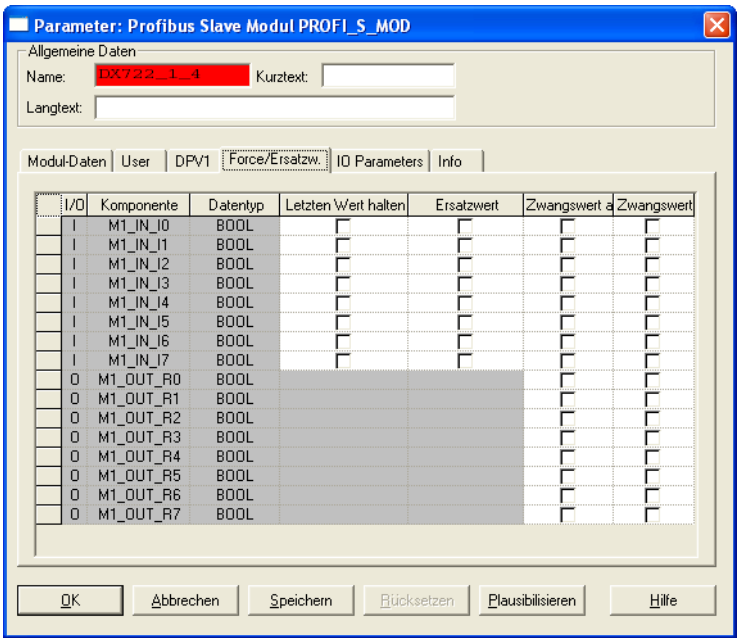 Parameter: Profibus Slave Modul PROFI_S_MOD
Allgemeine Daten
Name: DX722_1_4 Kurztext:
Langtext:
Modul-Daten User DPV1 Force/Ersatzw. IO Parameters Info
I/O Komponente Datentyp Letzten Wert halten Ersatzwert Zwangswert a Zwangswert
I M1_IN_I0 BOOL
I M1_IN_I1 BOOL
I M1_IN_I2 BOOL
I M1_IN_I3 BOOL
I M1_IN_I4 BOOL
I M1_IN_I5 BOOL
I M1_IN_I6 BOOL
I M1_IN_I7 BOOL
O M1_OUT_R0 BOOL
O M1_OUT_R1 BOOL
O M1_OUT_R2 BOOL
O M1_OUT_R3 BOOL
O M1_OUT_R4 BOOL
O M1_OUT_R5 BOOL
O M1_OUT_R6 BOOL
O M1_OUT_R7 BOOL
OK Abbrechen Speichern Rücksetzen Plausibilisieren Hilfe